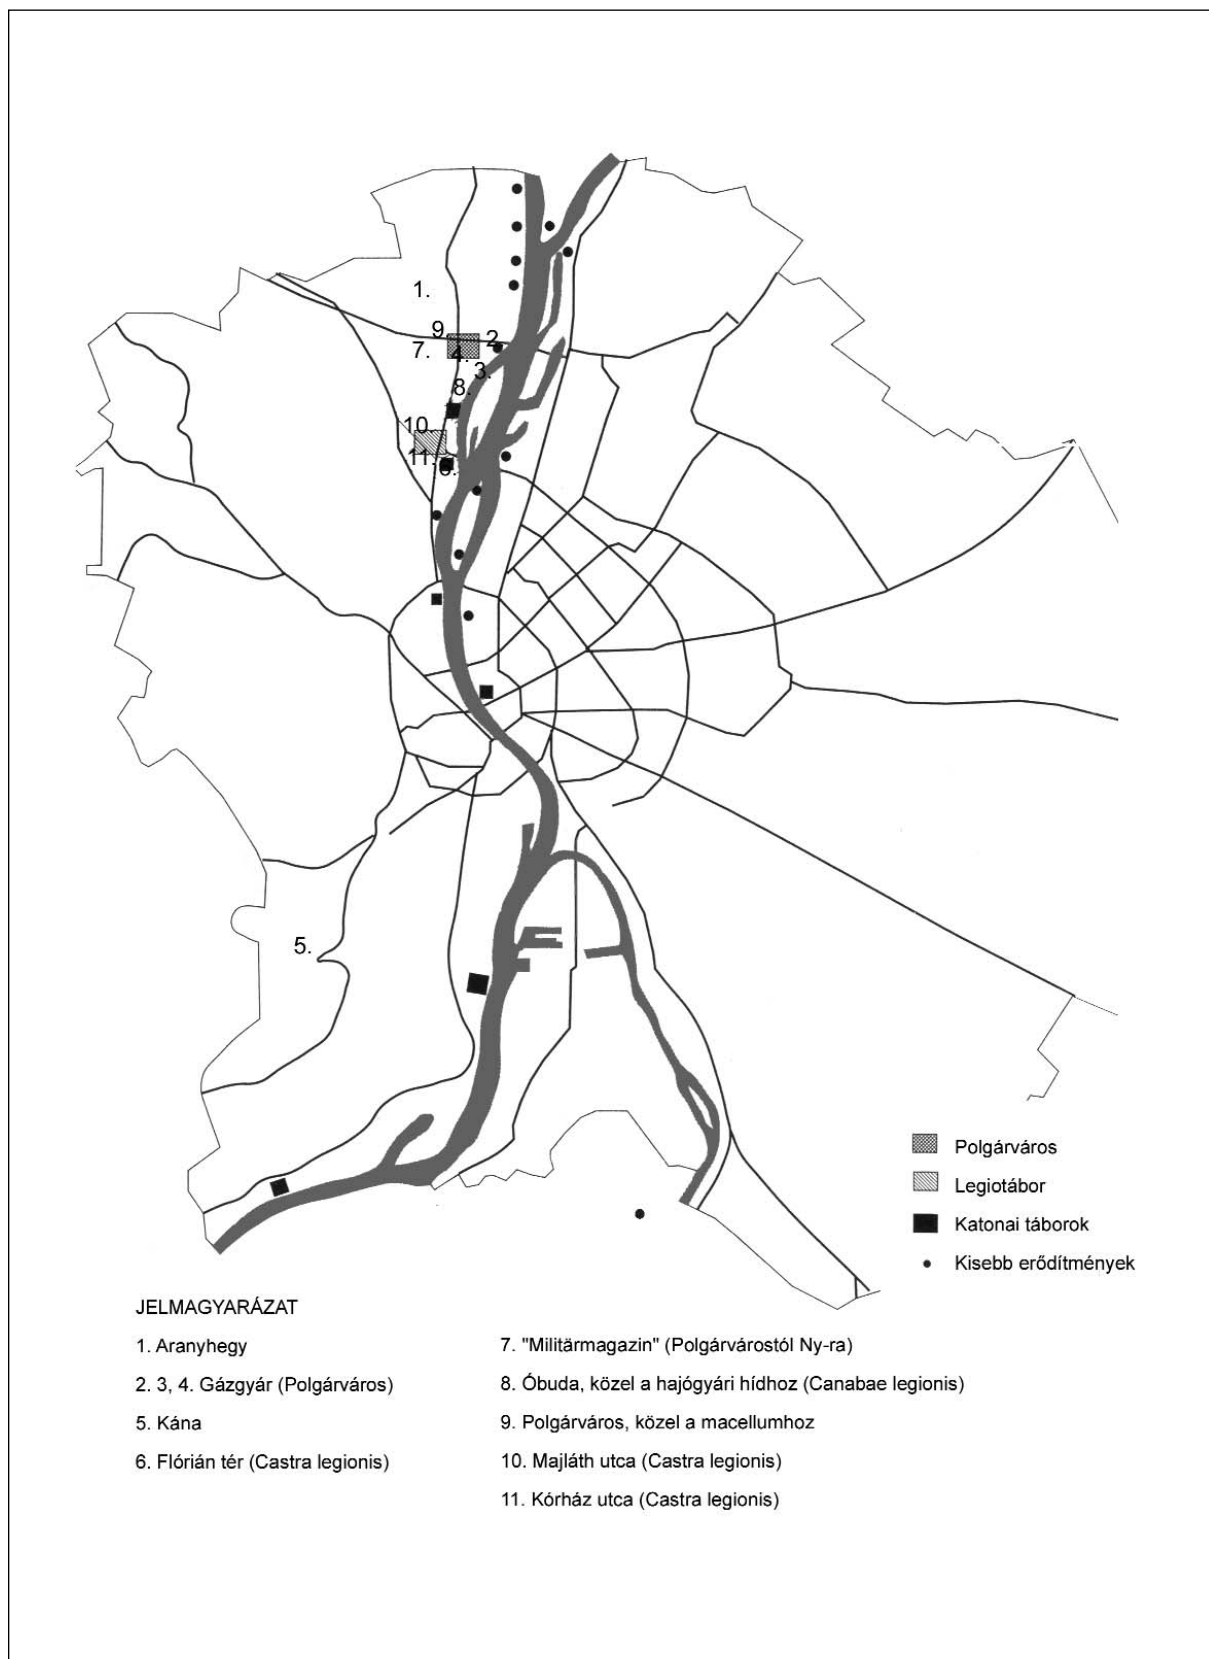 1.
9.
2.
7.
4.
3.
8.
10.
11.
6.
5.
Polgárváros
Legiotábor
Katonai táborok
Kisebb erődítmények
JELMAGYARÁZAT
1. Aranyhegy
2. 3, 4. Gázgyár (Polgárváros)
5. Kána
6. Flórián tér (Castra legionis)
7. "Militärmagazin" (Polgárvárostól Ny-ra)
8. Óbuda, közel a hajógyári hídhoz (Canabae legionis)
9. Polgárváros, közel a macellumhoz
10. Majláth utca (Castra legionis)
11. Kórház utca (Castra legionis)